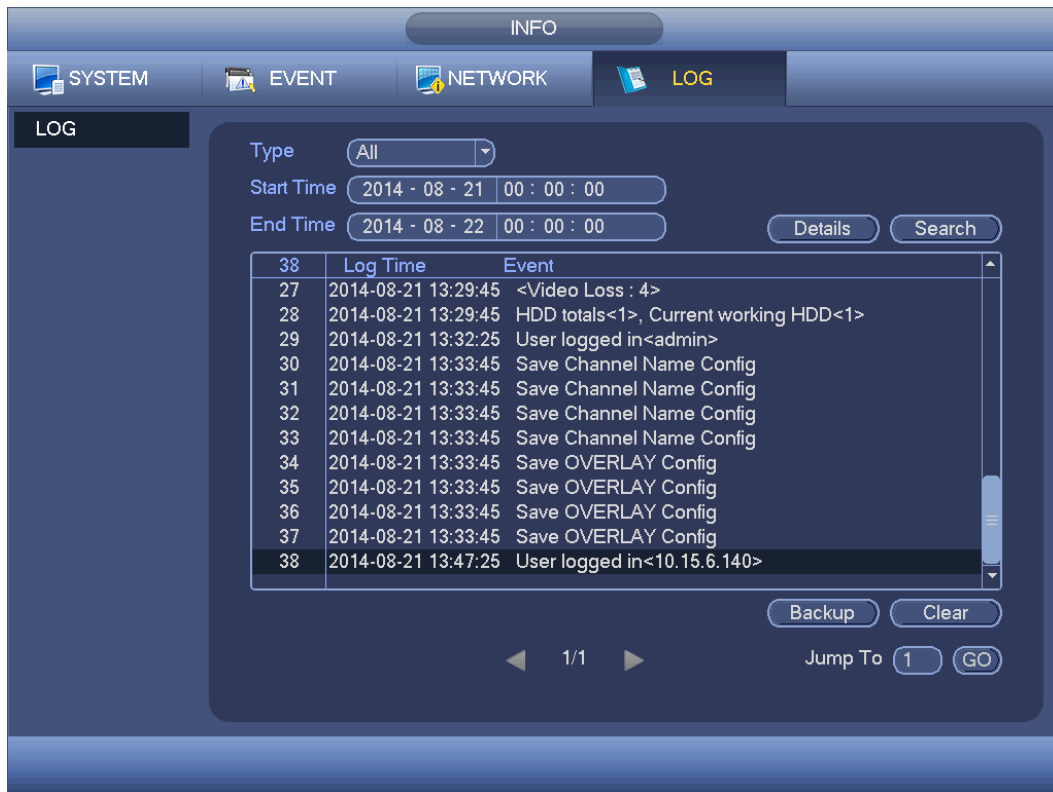 INFO
SYSTEM EVENT NETWORK LOG
LOG
Type All
Start Time 2014 - 08 - 21 00 : 00 : 00
End Time 2014 - 08 - 22 00 : 00 : 00 Details Search
38 Log Time Event
27 2014-08-21 13:29:45 <Video Loss : 4>
28 2014-08-21 13:29:45 HDD totals<1>, Current working HDD<1>
29 2014-08-21 13:32:25 User logged in<admin>
30 2014-08-21 13:33:45 Save Channel Name Config
31 2014-08-21 13:33:45 Save Channel Name Config
32 2014-08-21 13:33:45 Save Channel Name Config
33 2014-08-21 13:33:45 Save Channel Name Config
34 2014-08-21 13:33:45 Save OVERLAY Config
35 2014-08-21 13:33:45 Save OVERLAY Config
36 2014-08-21 13:33:45 Save OVERLAY Config
37 2014-08-21 13:33:45 Save OVERLAY Config
38 2014-08-21 13:47:25 User logged in<10.15.6.140>
Backup Clear
1/1 Jump To 1 GO